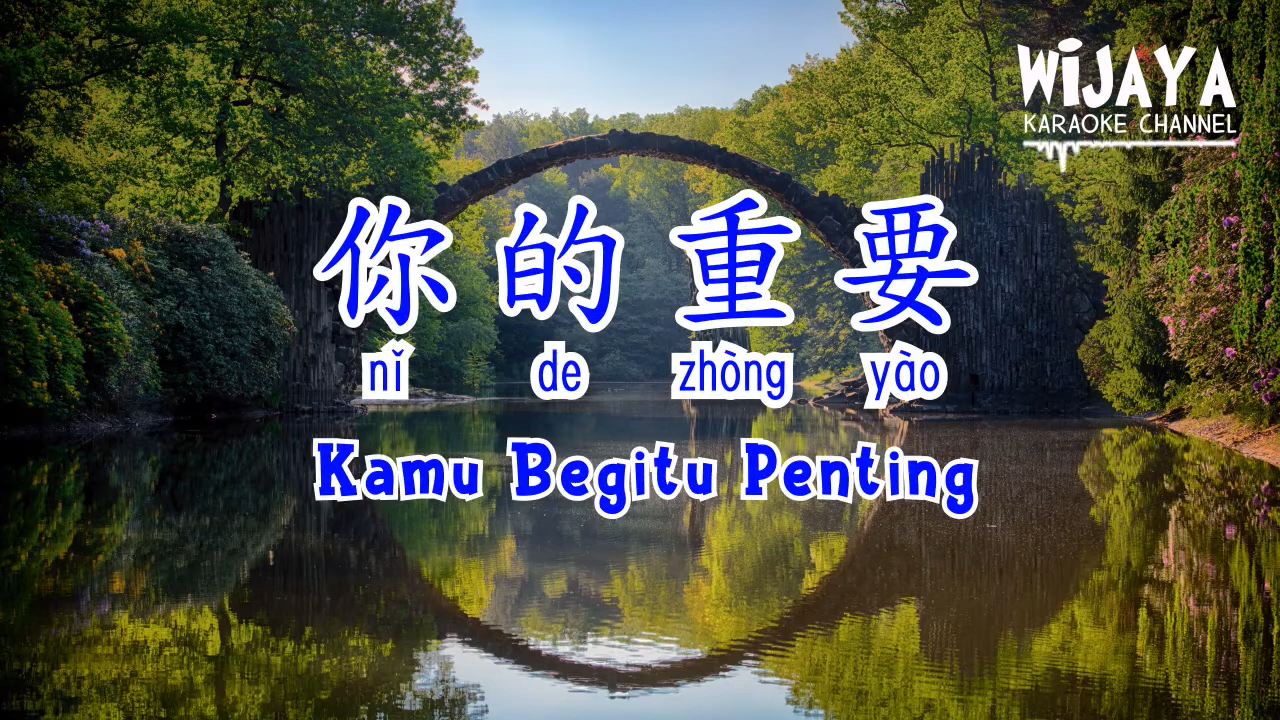 WiJAYA
KARAOKE CHANNEL
你的重要
nǐ de zhòng yào
Kamu Begitu Penting